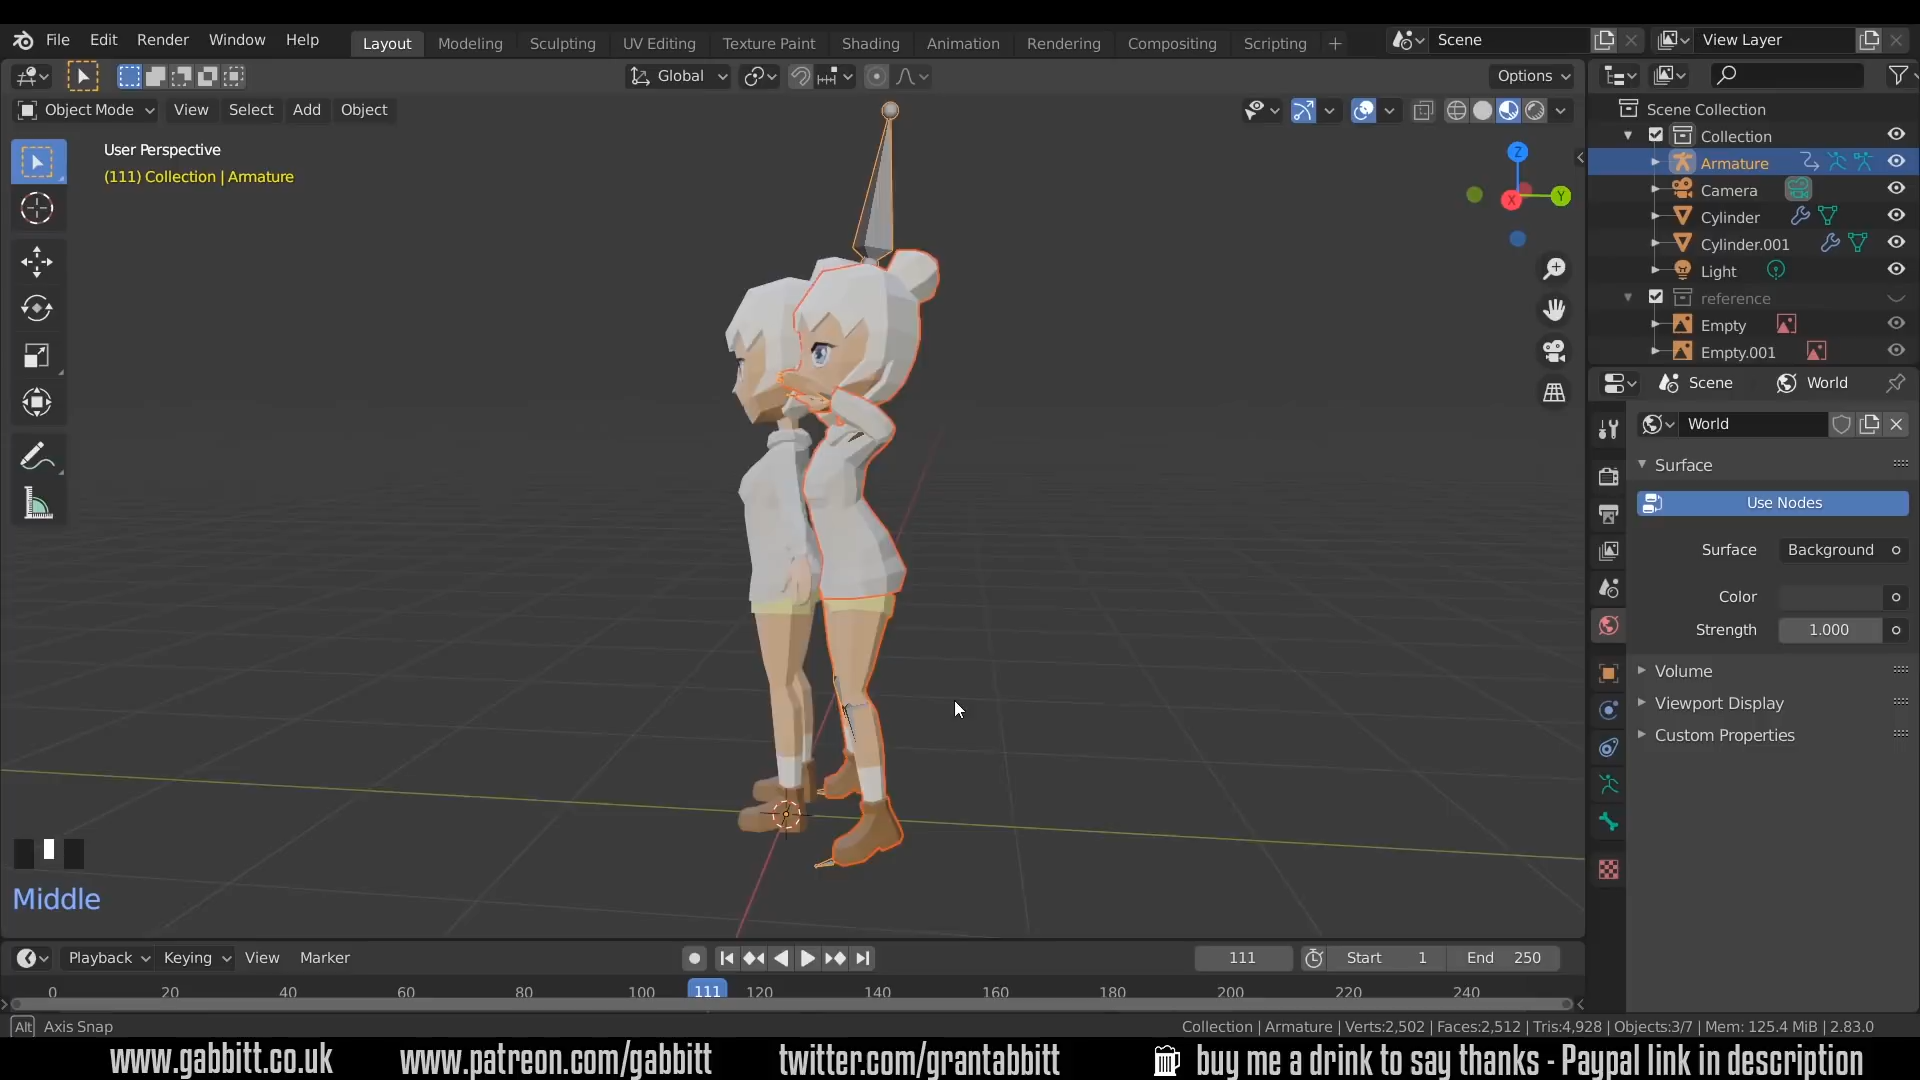 File Edit Render Window Help Layout Modeling Sculpting UV Editing Texture Paint Shading Animation Rendering Compositing Scripting + Scene View Layer
Global Options
Object Mode View Select Add Object
User Perspective
(111) Collection | Armature
Z
Y
X
Scene Collection
Collection
Armature
Camera
Cylinder
Cylinder.001
Light
reference
Empty
Empty.001
Scene World
World
Surface
Use Nodes
Surface Background
Color
Strength 1.000
Volume
Viewport Display
Custom Properties
Middle
Playback Keying View Marker 111 Start 1 End 250
0 20 40 60 80 100 111 120 140 160 180 200 220 240
Alt Axis Snap Collection | Armature | Verts:2,502 | Faces:2,512 | Tris:4,928 | Objects:3/7 | Mem: 125.4 MiB | 2.83.0
www.gabbitt.co.uk www.patreon.com/gabbitt twitter.com/grantabbitt buy me a drink to say thanks - Paypal link in description